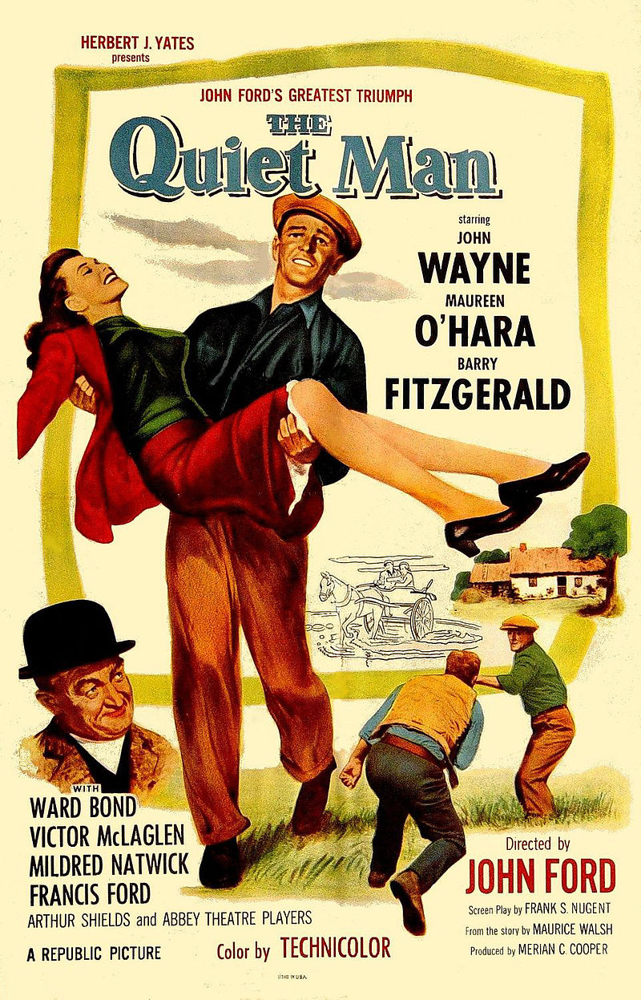 HERBERT J. YATES
presents
JOHN FORD'S GREATEST TRIUMPH
THE
Quiet Man
starring
JOHN
WAYNE
MAUREEN
O'HARA
BARRY
FITZGERALD
WITH
WARD BOND
VICTOR McLAGLEN
MILDRED NATWICK
FRANCIS FORD
ARTHUR SHIELDS and ABBEY THEATRE PLAYERS
A REPUBLIC PICTURE
Color by TECHNICOLOR
Directed by
JOHN FORD
Screen Play by FRANK S. NUGENT
From the story by MAURICE WALSH
Produced by MERIAN C. COOPER
LITHO IN U.S.A.